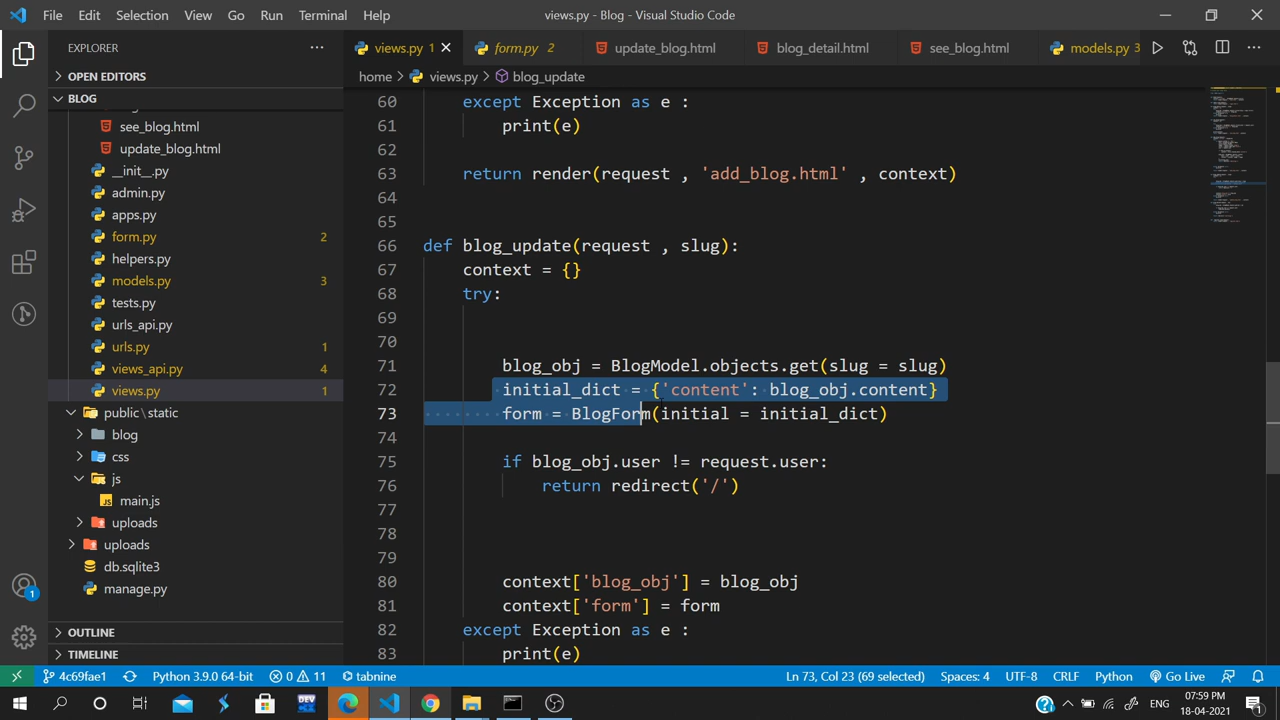 File Edit Selection View Go Run Terminal Help views.py - Blog - Visual Studio Code
EXPLORER
OPEN EDITORS
BLOG
see_blog.html
update_blog.html
__init__.py
admin.py
apps.py
form.py 2
helpers.py
models.py 3
tests.py
urls_api.py
urls.py 1
views_api.py 4
views.py 1
public\static
blog
css
js
main.js
uploads
uploads
db.sqlite3
manage.py
OUTLINE
TIMELINE
views.py 1 form.py 2 update_blog.html blog_detail.html see_blog.html models.py 3
home > views.py > blog_update
60 except Exception as e :
61 print(e)
62
63 return render(request , 'add_blog.html' , context)
64
65
66 def blog_update(request , slug):
67 context = {}
68 try:
69
70
71 blog_obj = BlogModel.objects.get(slug = slug)
72 initial_dict = {'content': blog_obj.content}
73 form = BlogForm(initial = initial_dict)
74
75 if blog_obj.user != request.user:
76 return redirect('/')
77
78
79
80 context['blog_obj'] = blog_obj
81 context['form'] = form
82 except Exception as e :
83 print(e)
1
4c69fae1 Python 3.9.0 64-bit 0 11 tabnine Ln 73, Col 23 (69 selected) Spaces: 4 UTF-8 CRLF Python Go Live
DEV
ENG
07:59 PM
18-04-2021